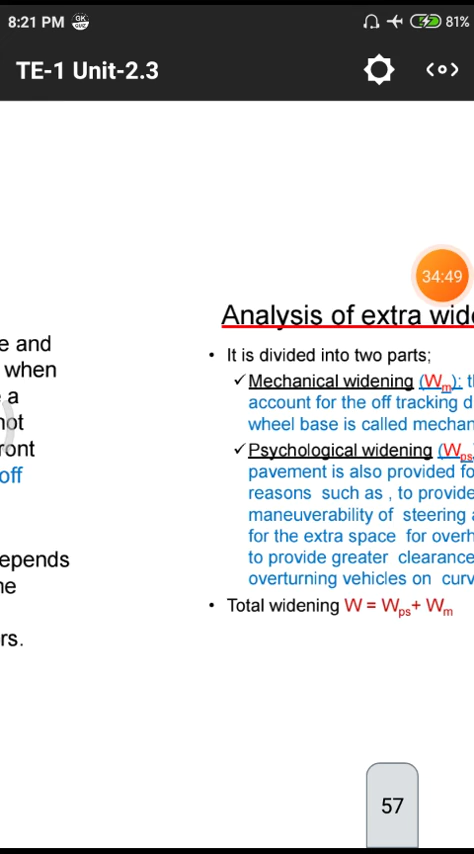 8:21 PM
81%
TE-1 Unit-2.3
34:49
Analysis of extra wid
e and
when
a
not
ront
off
epends
ne
rs.
• It is divided into two parts;
✓Mechanical widening (Wm): t
account for the off tracking d
wheel base is called mechan
✓Psychological widening (Wps
pavement is also provided fo
reasons such as , to provide
maneuverability of steering a
for the extra space for overh
to provide greater clearance
overturning vehicles on curv
• Total widening W = Wps+ Wm
57